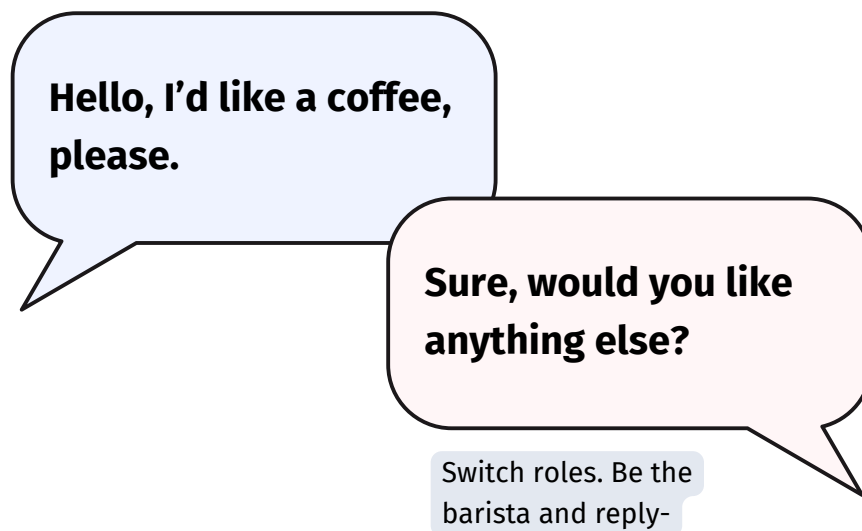 Hello, I’d like a coffee,
please.
Sure, would you like
anything else?
Switch roles. Be the
barista and reply-